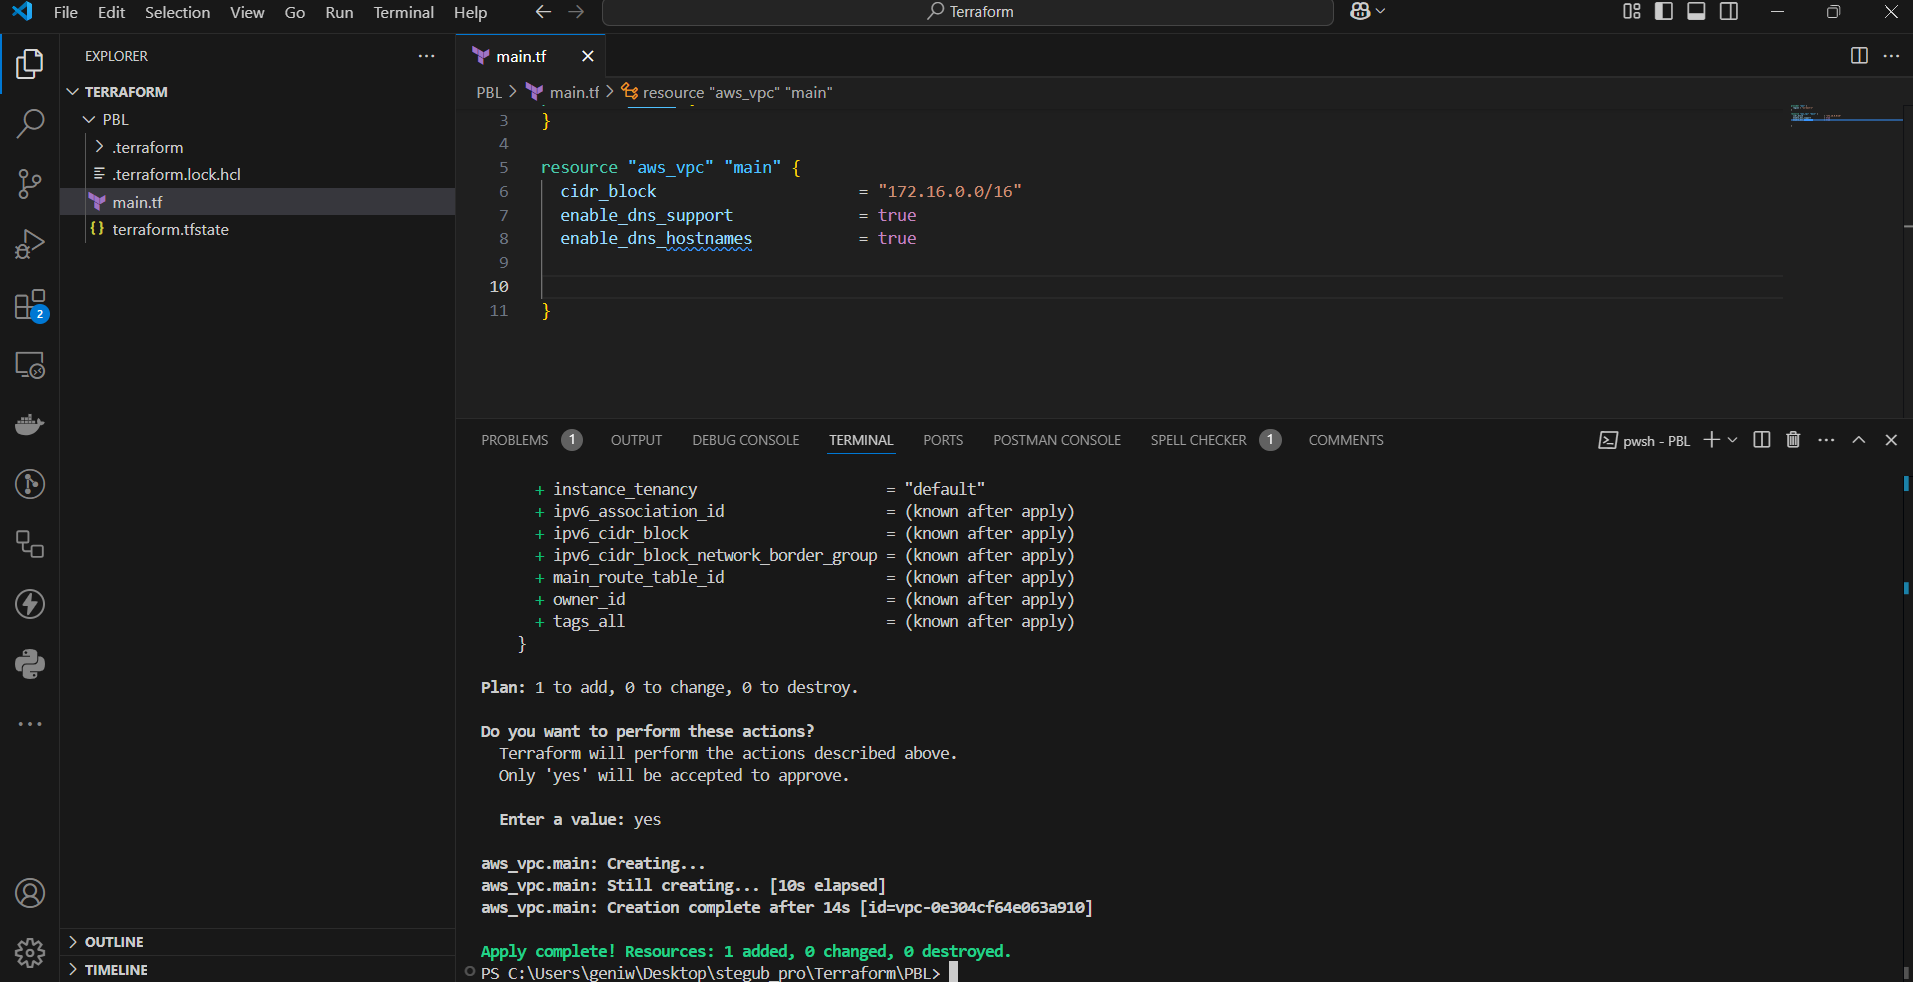 File Edit Selection View Go Run Terminal Help
Terraform
EXPLORER
TERRAFORM
PBL
.terraform
.terraform.lock.hcl
main.tf
terraform.tfstate
2
OUTLINE
TIMELINE
main.tf
PBL > main.tf > resource "aws_vpc" "main"
3 }
4
5 resource "aws_vpc" "main" {
6 cidr_block = "172.16.0.0/16"
7 enable_dns_support = true
8 enable_dns_hostnames = true
9
10
11 }
PROBLEMS 1 OUTPUT DEBUG CONSOLE TERMINAL PORTS POSTMAN CONSOLE SPELL CHECKER 1 COMMENTS
pwsh - PBL
+ instance_tenancy = "default"
+ ipv6_association_id = (known after apply)
+ ipv6_cidr_block = (known after apply)
+ ipv6_cidr_block_network_border_group = (known after apply)
+ main_route_table_id = (known after apply)
+ owner_id = (known after apply)
+ tags_all = (known after apply)
}
Plan: 1 to add, 0 to change, 0 to destroy.
Do you want to perform these actions?
Terraform will perform the actions described above.
Only 'yes' will be accepted to approve.
Enter a value: yes
aws_vpc.main: Creating...
aws_vpc.main: Still creating... [10s elapsed]
aws_vpc.main: Creation complete after 14s [id=vpc-0e304cf64e063a910]
Apply complete! Resources: 1 added, 0 changed, 0 destroyed.
PS C:\Users\geniw\Desktop\stegub_pro\Terraform\PBL>